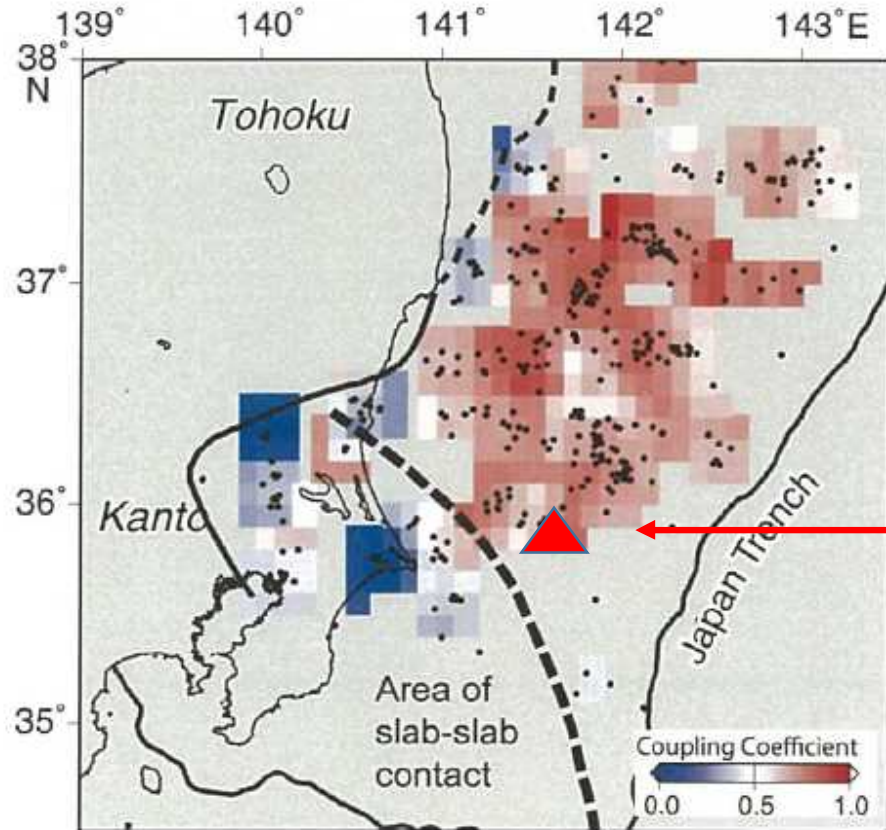 139° 140° 141° 142° 143° E
38°
N
Tohoku
37°
36°
Kanto
Japan Trench
35°
Area of
slab-slab
contact
Coupling Coefficient
0.0 0.5 1.0